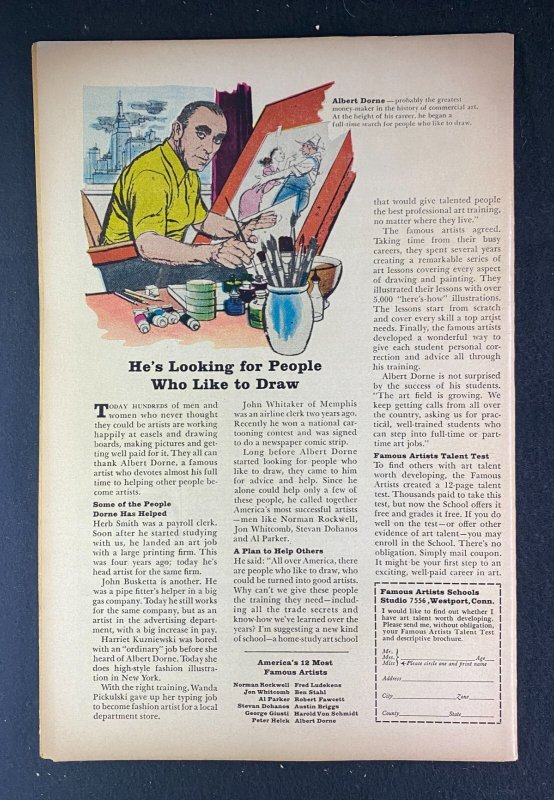 Albert Dorne — probably the greatest
money-maker in the history of commercial art.
At the height of his career, he began a
full-time search for people who like to draw.
He's Looking for People
Who Like to Draw
TODAY HUNDREDS of men and
women who never thought
they could be artists are working
happily at easels and drawing
boards, making pictures and get-
ting well paid for it. They all can
thank Albert Dorne, a famous
artist who devotes almost his full
time to helping other people be-
come artists.
Some of the People
Dorne Has Helped
Herb Smith was a payroll clerk.
Soon after he started studying
with us, he landed an art job
with a large printing firm. This
was four years ago; today he's
head artist for the same firm.
John Busketta is another. He
was a pipe fitter's helper in a big
gas company. Today he still works
for the same company, but as an
artist in the advertising depart-
ment, with a big increase in pay.
Harriet Kuzniewski was bored
with an "ordinary" job before she
heard of Albert Dorne. Today she
does high-style fashion illustra-
tion in New York.
With the right training, Wanda
Pickulski gave up her typing job
to become fashion artist for a local
department store.
John Whitaker of Memphis
was an airline clerk two years ago.
Recently he won a national car-
tooning contest and was signed
to do a newspaper comic strip.
Long before Albert Dorne
started looking for people who
like to draw, they came to him
for advice and help. Since he
alone could help only a few of
these people, he called together
America's most successful artists
—men like Norman Rockwell,
Jon Whitcomb, Stevan Dohanos
and Al Parker.
A Plan to Help Others
He said: "All over America, there
are people who like to draw, who
could be turned into good artists.
Why can't we give these people
the training they need—includ-
ing all the trade secrets and
know-how we've learned over the
years? I'm suggesting a new kind
of school—a home-study art school
America's 12 Most
Famous Artists
Norman Rockwell Fred Ludekens
Jon Whitcomb Ben Stahl
Al Parker Robert Fawcett
Stevan Dohanos Austin Briggs
George Giusti Harold Von Schmidt
Peter Helck Albert Dorne
that would give talented people
the best professional art training,
no matter where they live."
The famous artists agreed.
Taking time from their busy
careers, they spent several years
creating a remarkable series of
art lessons covering every aspect
of drawing and painting. They
illustrated their lessons with over
5,000 "here's-how" illustrations.
The lessons start from scratch
and cover every skill a top artist
needs. Finally, the famous artists
developed a wonderful way to
give each student personal cor-
rection and advice all through
his training.
Albert Dorne is not surprised
by the success of his students.
"The art field is growing. We
keep getting calls from all over
the country, asking us for prac-
tical, well-trained students who
can step into full-time or part-
time art jobs."
Famous Artists Talent Test
To find others with art talent
worth developing, the Famous
Artists created a 12-page talent
test. Thousands paid to take this
test, but now the School offers it
free and grades it free. If you do
well on the test—or offer other
evidence of art talent—you may
enroll in the School. There's no
obligation. Simply mail coupon.
It might be your first step to an
exciting, well-paid career in art.
Famous Artists Schools
Studio 7556, Westport, Conn.
I would like to find out whether I
have art talent worth developing.
Please send me, without obligation,
your Famous Artists Talent Test
and descriptive brochure.
Mr.
Mrs. Age
Miss Please circle one and print name
Address
City Zone
County State